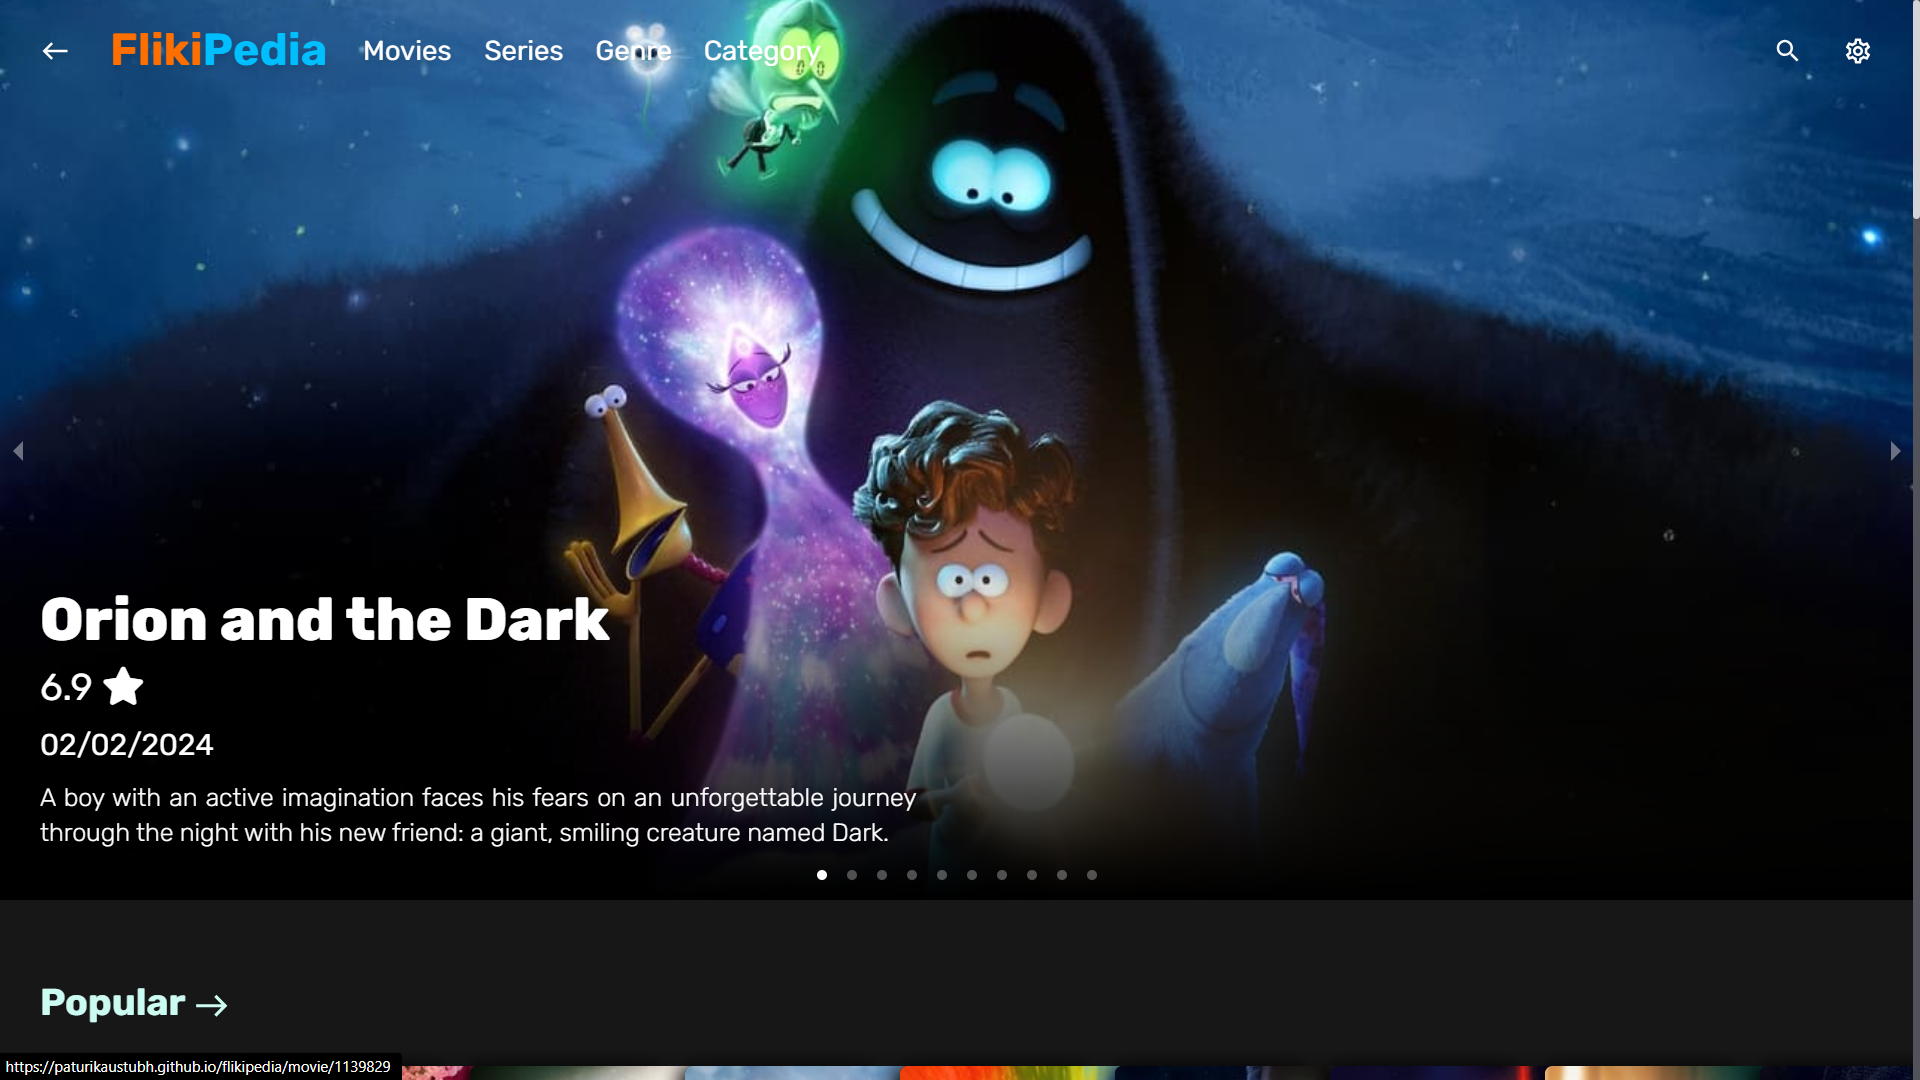 FlikiPedia Movies Series Genre Category
Orion and the Dark
6.9
02/02/2024
A boy with an active imagination faces his fears on an unforgettable journey
through the night with his new friend: a giant, smiling creature named Dark.
Popular
https://paturikaustubh.github.io/flikipedia/movie/1139829